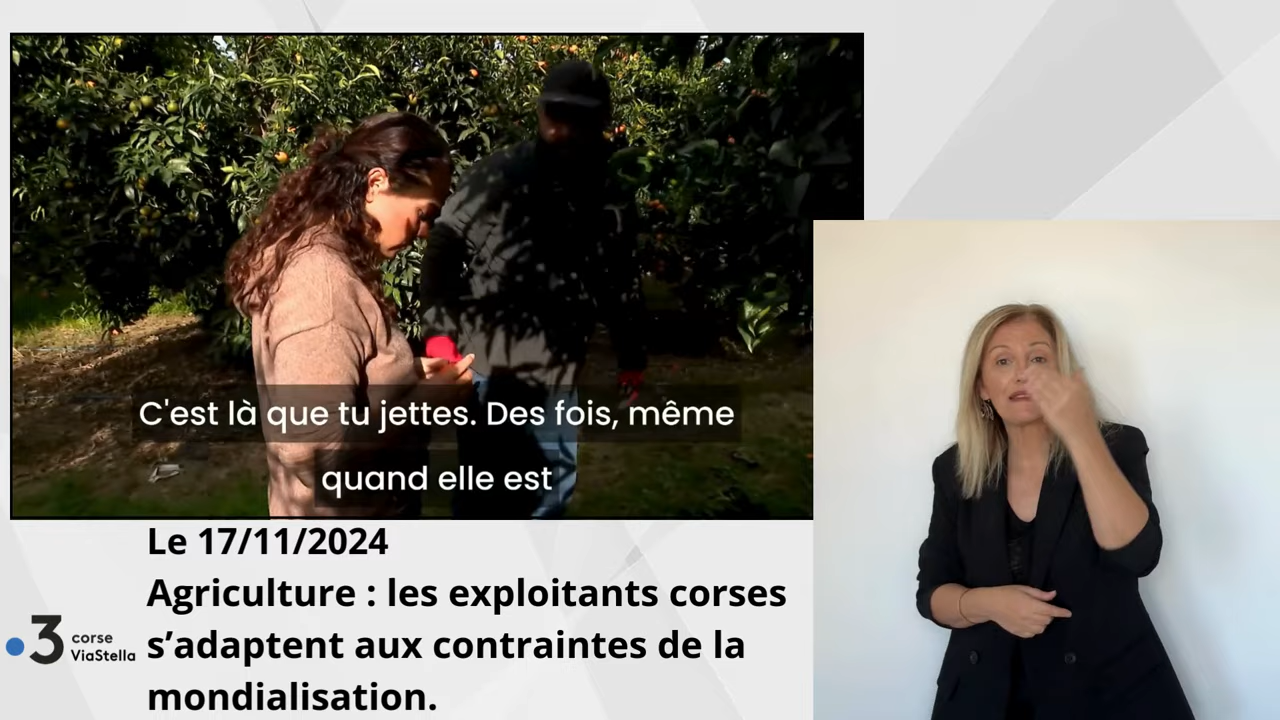 C'est là que tu jettes. Des fois, même
quand elle est
Le 17/11/2024
Agriculture : les exploitants corses
s’adaptent aux contraintes de la
mondialisation.
3 corse
ViaStella